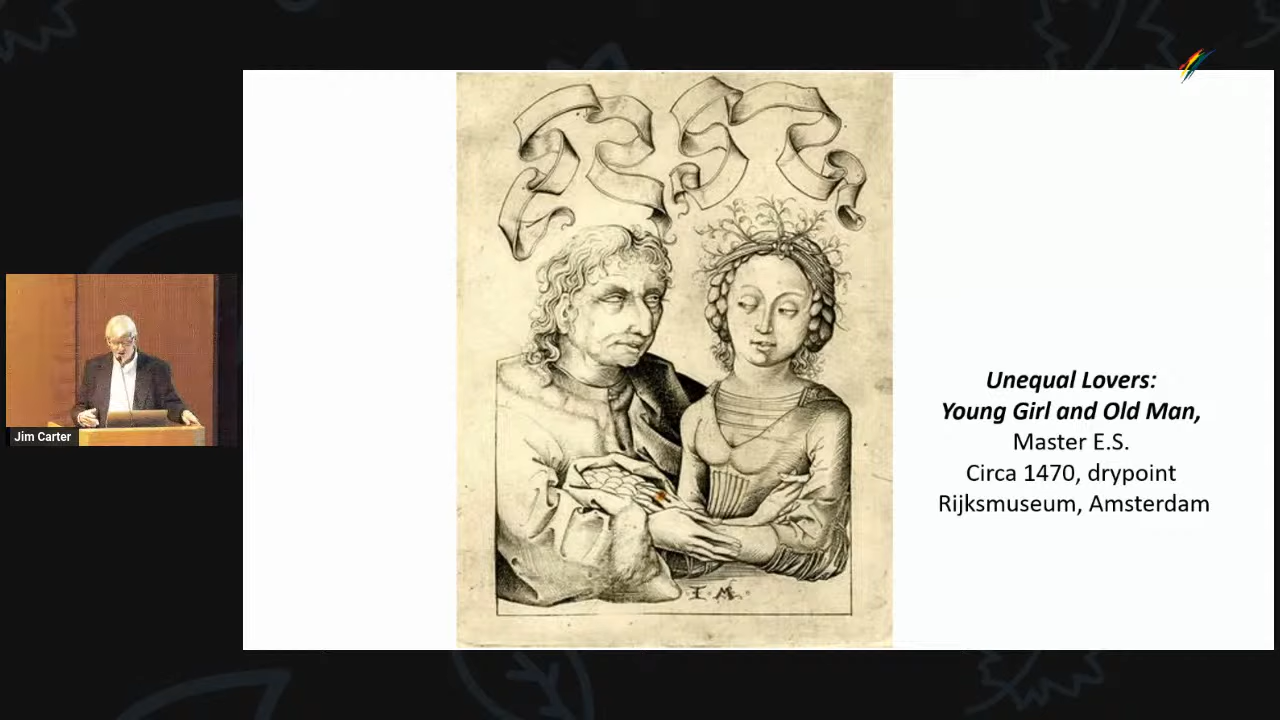 Jim Carter
I. M.
Unequal Lovers:
Young Girl and Old Man,
Master E.S.
Circa 1470, drypoint
Rijksmuseum, Amsterdam